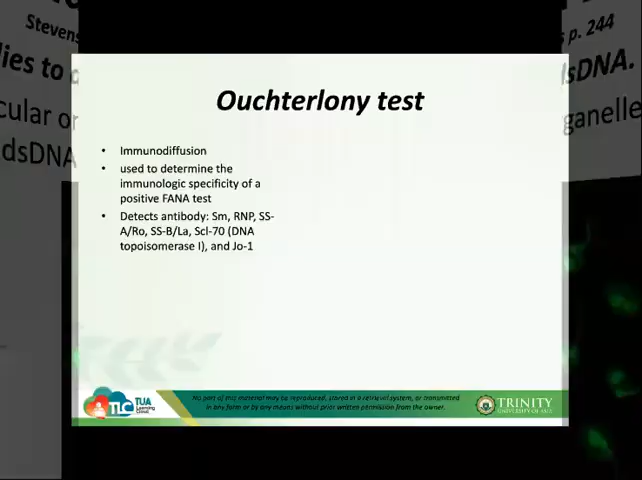 Stevens
p. 244
lies to
dsDNA.
cular or
ganelle
dsDNA
Ouchterlony test
• Immunodiffusion
• used to determine the
immunologic specificity of a
positive FANA test
• Detects antibody: Sm, RNP, SS-
A/Ro, SS-B/La, Scl-70 (DNA
topoisomerase I), and Jo-1
TLC
TUA
Learning
Cloud
No part of this material may be reproduced, stored in a retrieval system, or transmitted
in any form or by any means without prior written permission from the owner.
TRINITY
UNIVERSITY OF ASIA